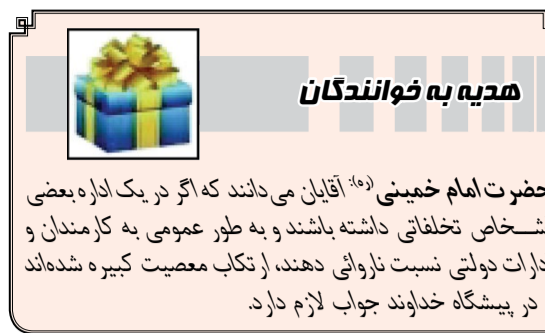 هدیه به خوانندگان
حضرت امام خمینی (ره): آقایان می‌دانند که اگر در یک اداره بعضی
شـــخاص تخلفاتی داشته باشند و به طور عمومی به کارمندان و
دارات دولتی نسبت ناروائی دهند، ارتکاب معصیت کبیره شده‌اند
در پیشگاه خداوند جواب لازم دارد.